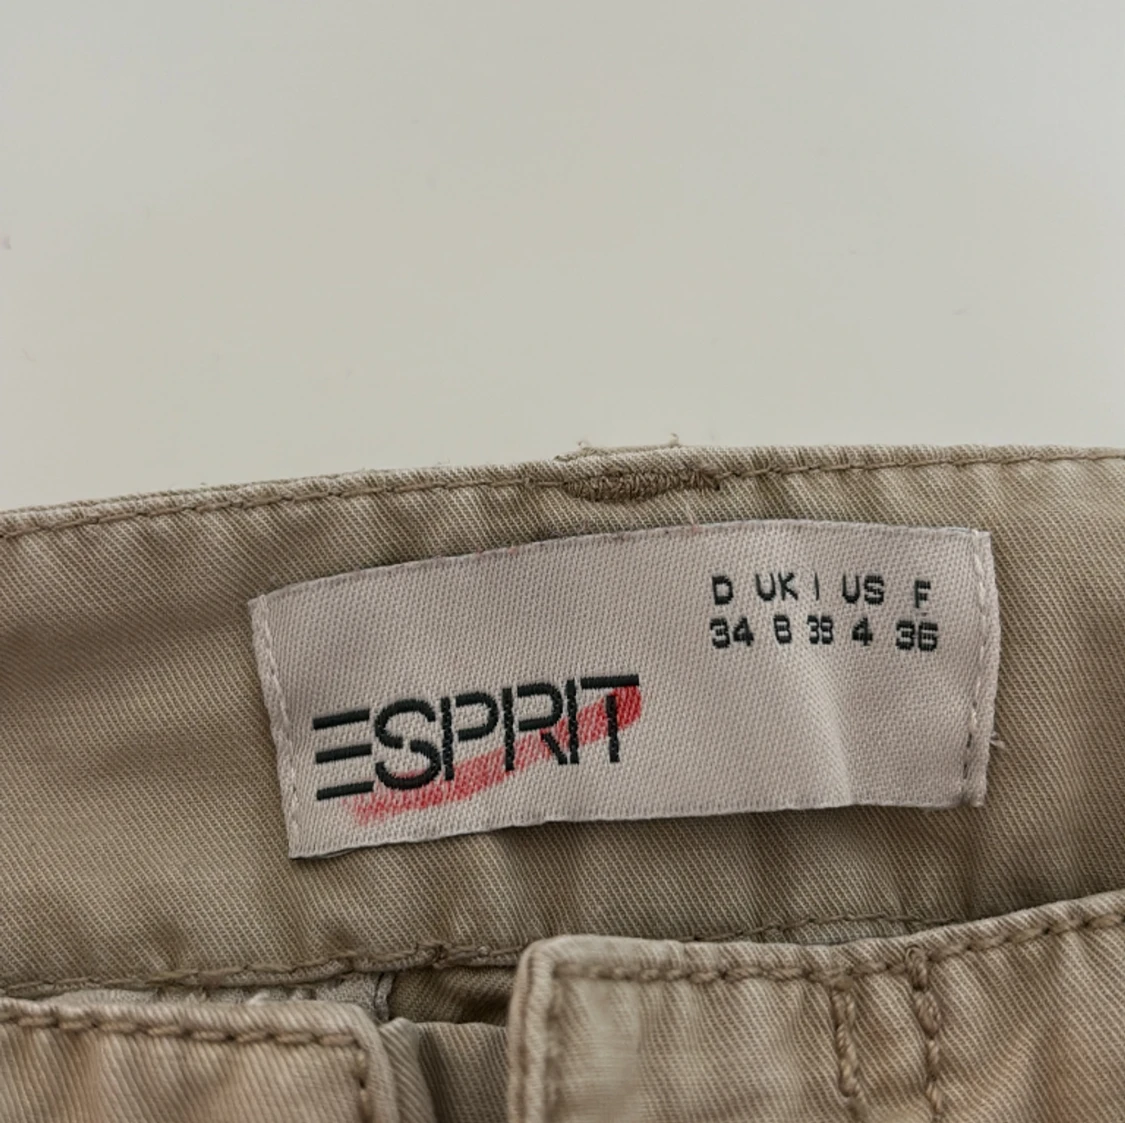 D UK I US F
34 8 38 4 36
ESPRIT